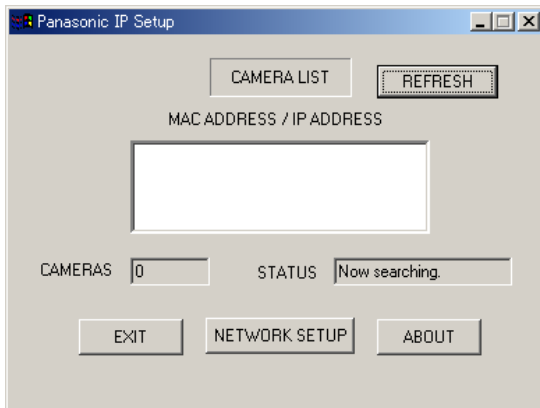 Panasonic IP Setup
CAMERA LIST
REFRESH
MAC ADDRESS / IP ADDRESS
CAMERAS 0 STATUS Now searching.
EXIT NETWORK SETUP ABOUT